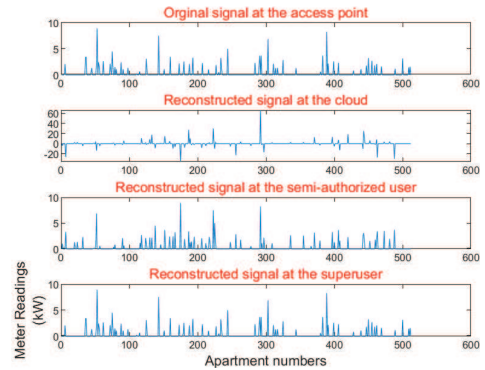 Orginal signal at the access point
10
5
0
0 100 200 300 400 500 600
Reconstructed signal at the cloud
60
40
20
0
-20
0 100 200 300 400 500 600
Reconstructed signal at the semi-authorized user
10
5
0
0 100 200 300 400 500 600
Reconstructed signal at the superuser
10
5
0
0 100 200 300 400 500 600
Meter Readings
(kW)
Apartment numbers